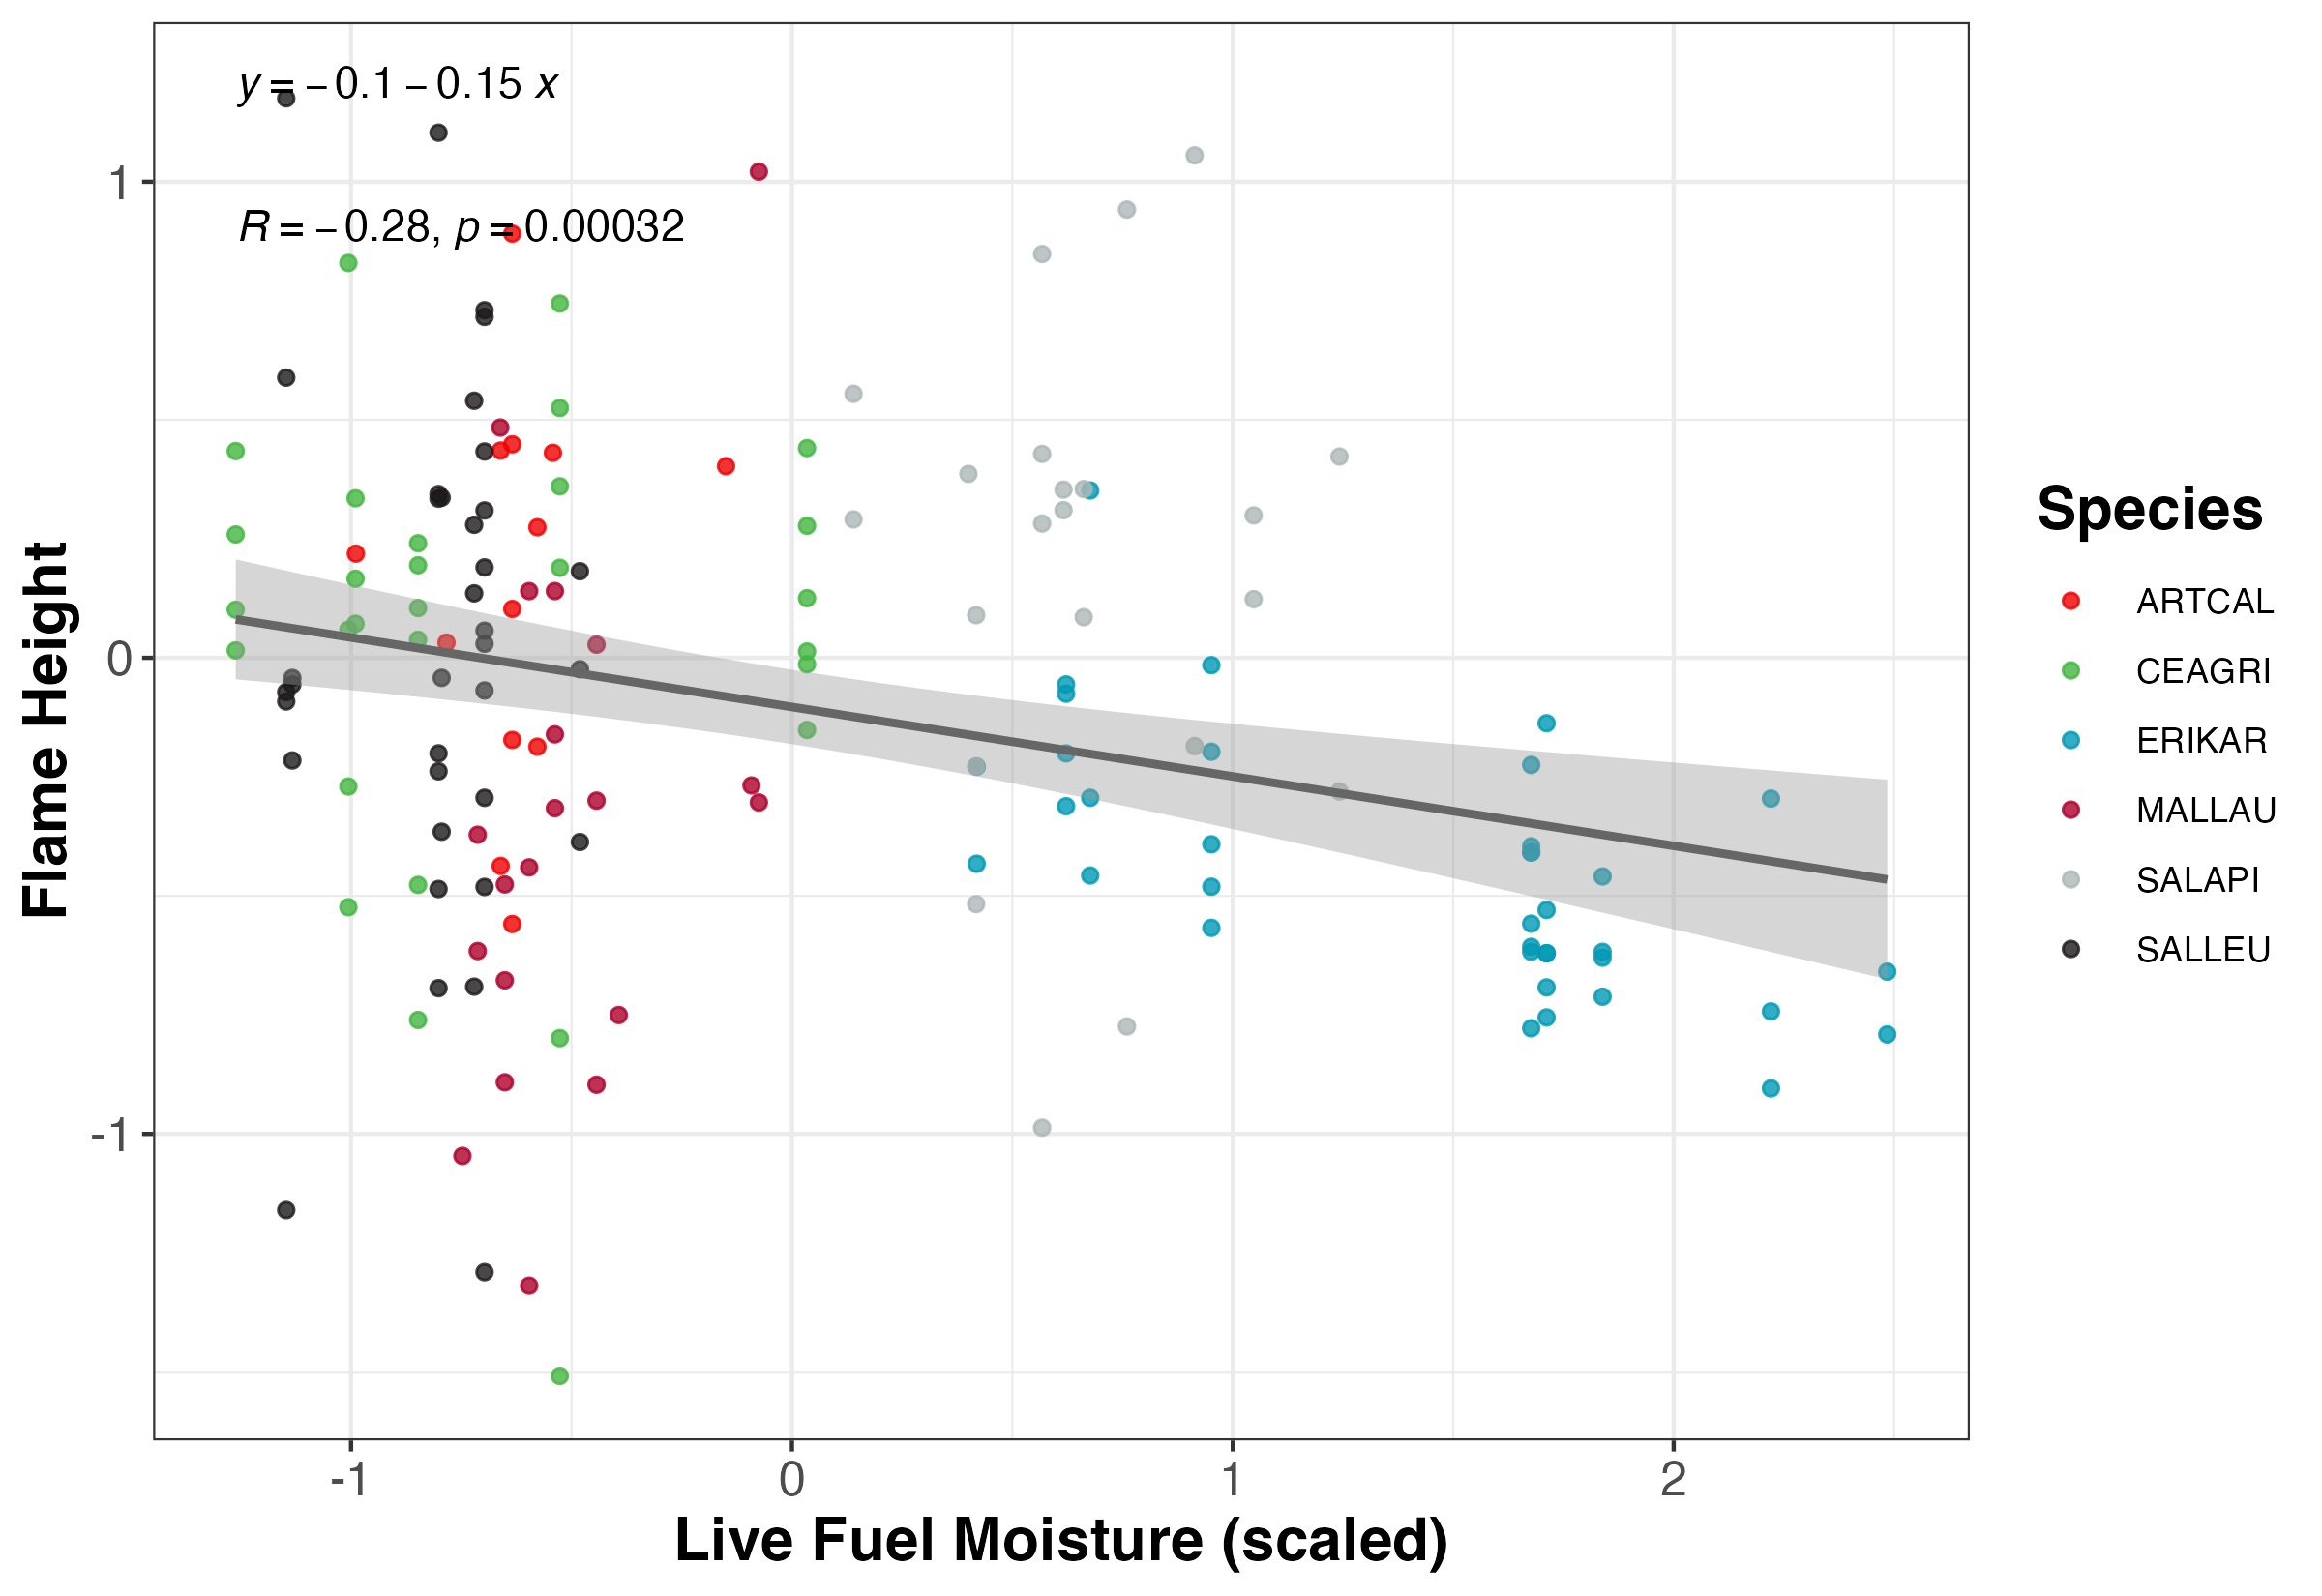 y = −0.1 − 0.15 x
R = −0.28, p = 0.00032
1
0
-1
Flame Height
-1
0
1
2
Live Fuel Moisture (scaled)
Species
ARTCAL
CEAGRI
ERIKAR
MALLAU
SALAPI
SALLEU